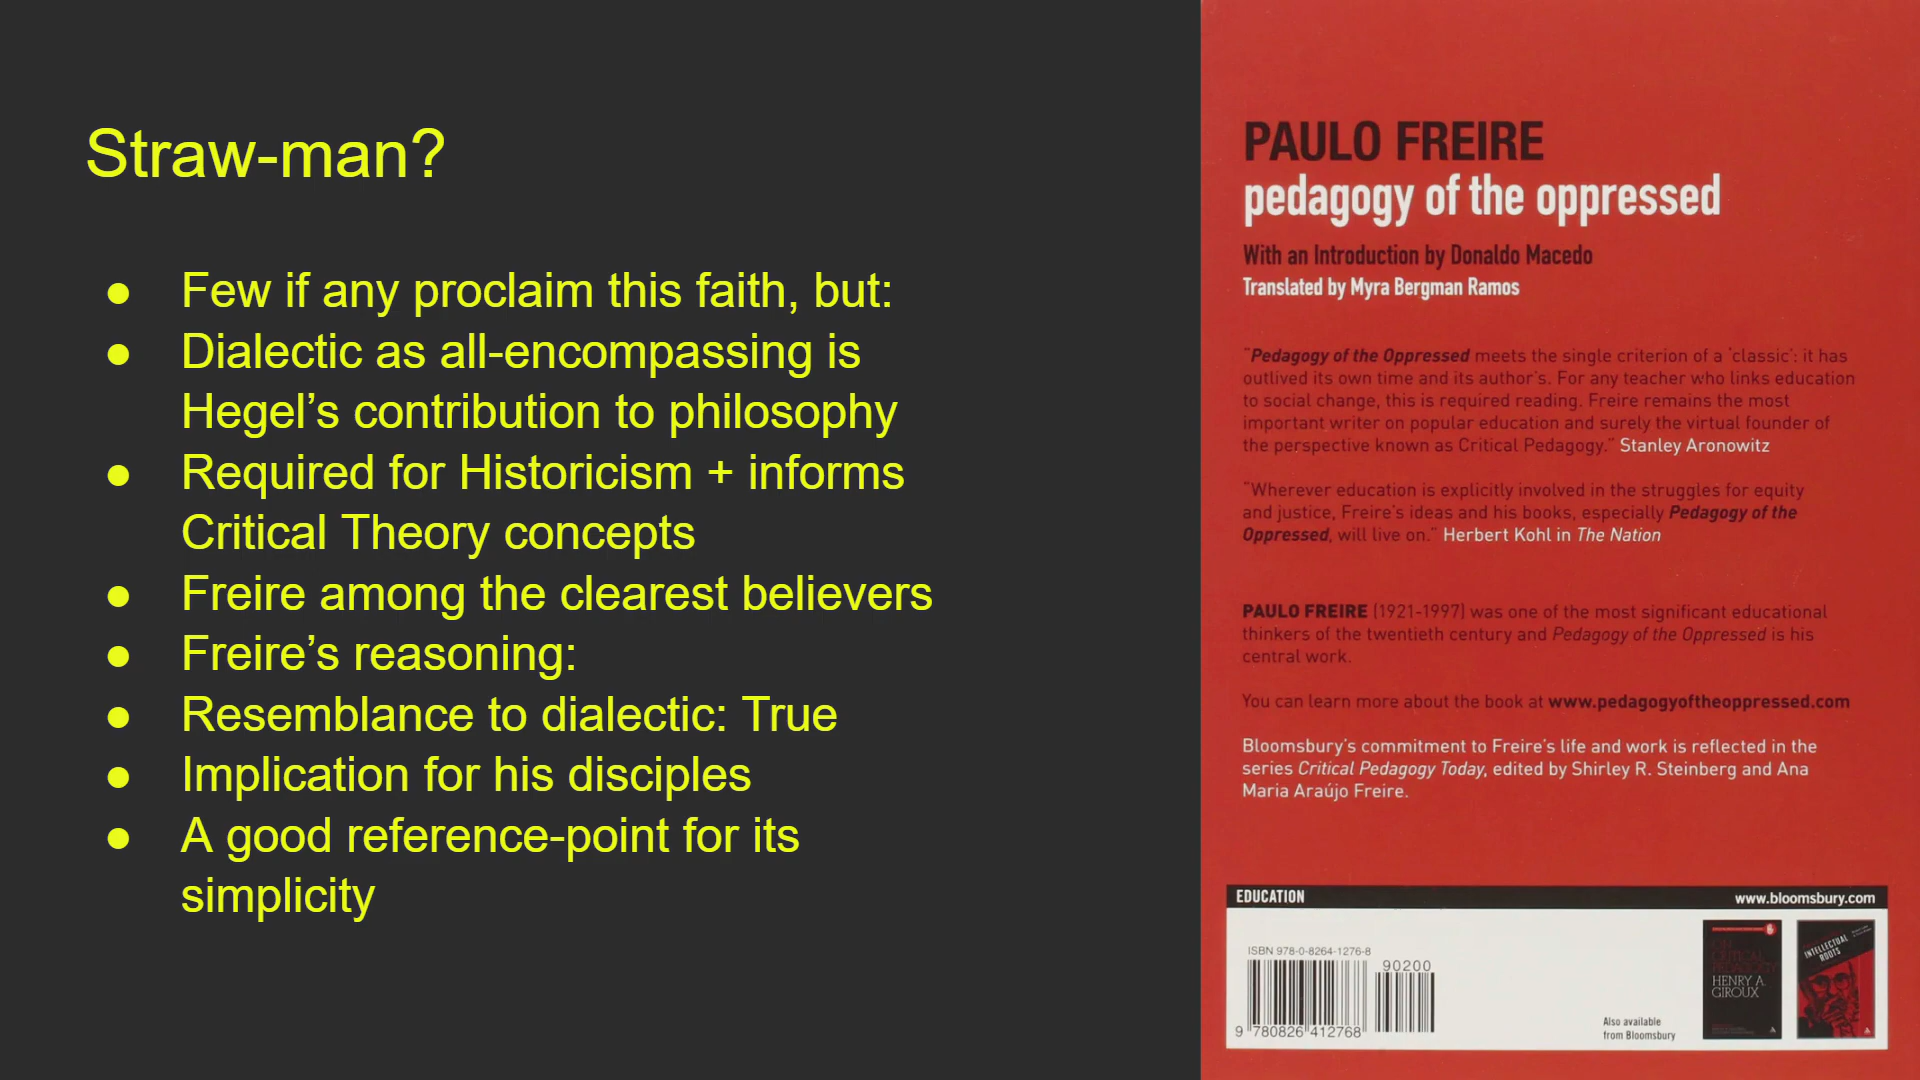 Straw-man?
● Few if any proclaim this faith, but:
● Dialectic as all-encompassing is
Hegel’s contribution to philosophy
● Required for Historicism + informs
Critical Theory concepts
● Freire among the clearest believers
● Freire’s reasoning:
● Resemblance to dialectic: True
● Implication for his disciples
● A good reference-point for its
simplicity
PAULO FREIRE
pedagogy of the oppressed
With an Introduction by Donaldo Macedo
Translated by Myra Bergman Ramos
"Pedagogy of the Oppressed meets the single criterion of a 'classic': it has
outlived its own time and its author's. For any teacher who links education
to social change, this is required reading. Freire remains the most
important writer on popular education and surely the virtual founder of
the perspective known as Critical Pedagogy." Stanley Aronowitz
"Wherever education is explicitly involved in the struggles for equity
and justice, Freire's ideas and his books, especially Pedagogy of the
Oppressed, will live on." Herbert Kohl in The Nation
PAULO FREIRE (1921-1997) was one of the most significant educational
thinkers of the twentieth century and Pedagogy of the Oppressed is his
central work.
You can learn more about the book at www.pedagogyoftheoppressed.com
Bloomsbury's commitment to Freire's life and work is reflected in the
series Critical Pedagogy Today, edited by Shirley R. Steinberg and Ana
Maria Araújo Freire.
EDUCATION
www.bloomsbury.com
ISBN 978-0-8264-1276-8
90200
9 780826 412768
Also available
from Bloomsbury
ON
CRITICAL
PEDAGOGY
HENRY A.
GIROUX
INTELLECTUAL
ROOTS